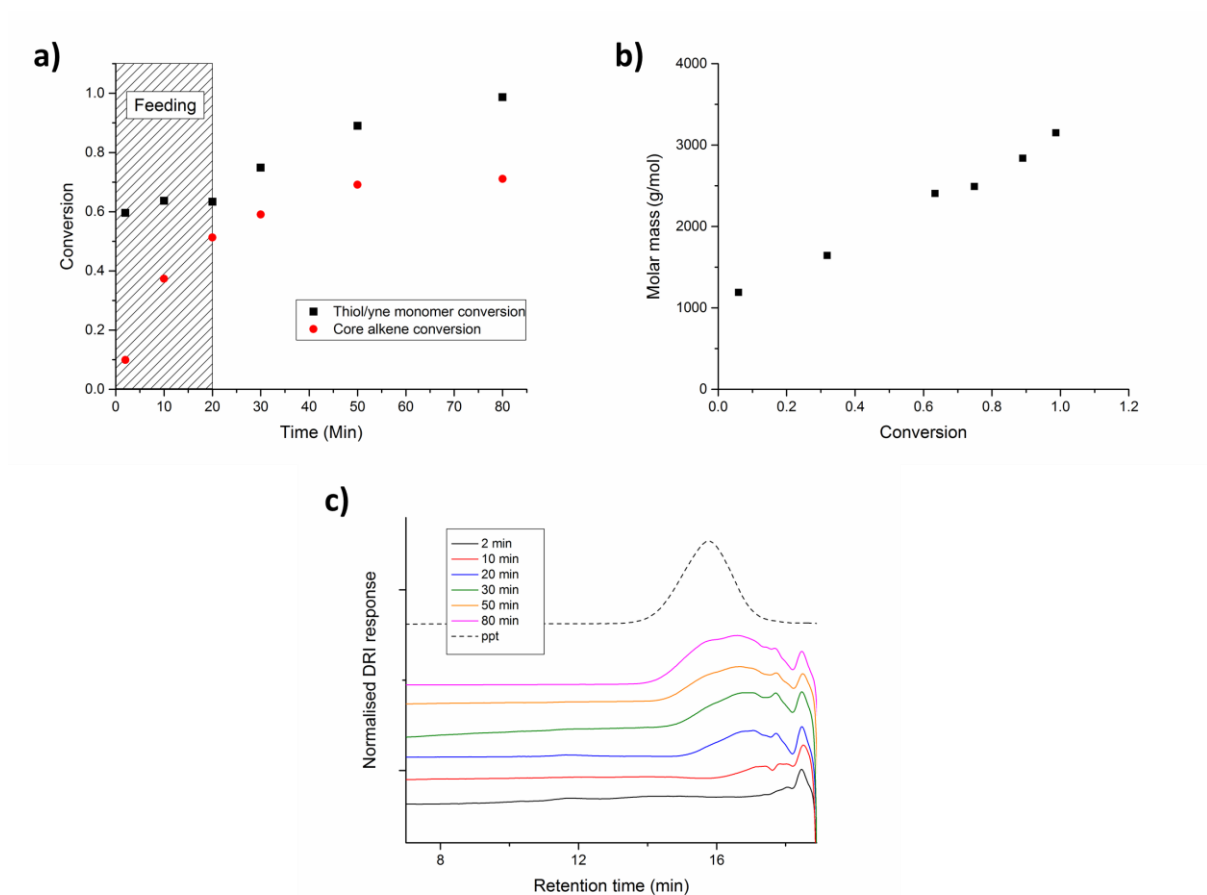 a)
Feeding
1.0
0.8
0.6
0.4
0.2
0.0
Conversion
Thiol/yne monomer conversion
Core alkene conversion
0 10 20 30 40 50 60 70 80
Time (Min)
b)
4000
3000
2000
1000
0
Molar mass (g/mol)
0.0 0.2 0.4 0.6 0.8 1.0 1.2
Conversion
c)
2 min
10 min
20 min
30 min
50 min
80 min
ppt
Normalised DRI response
8 12 16
Retention time (min)